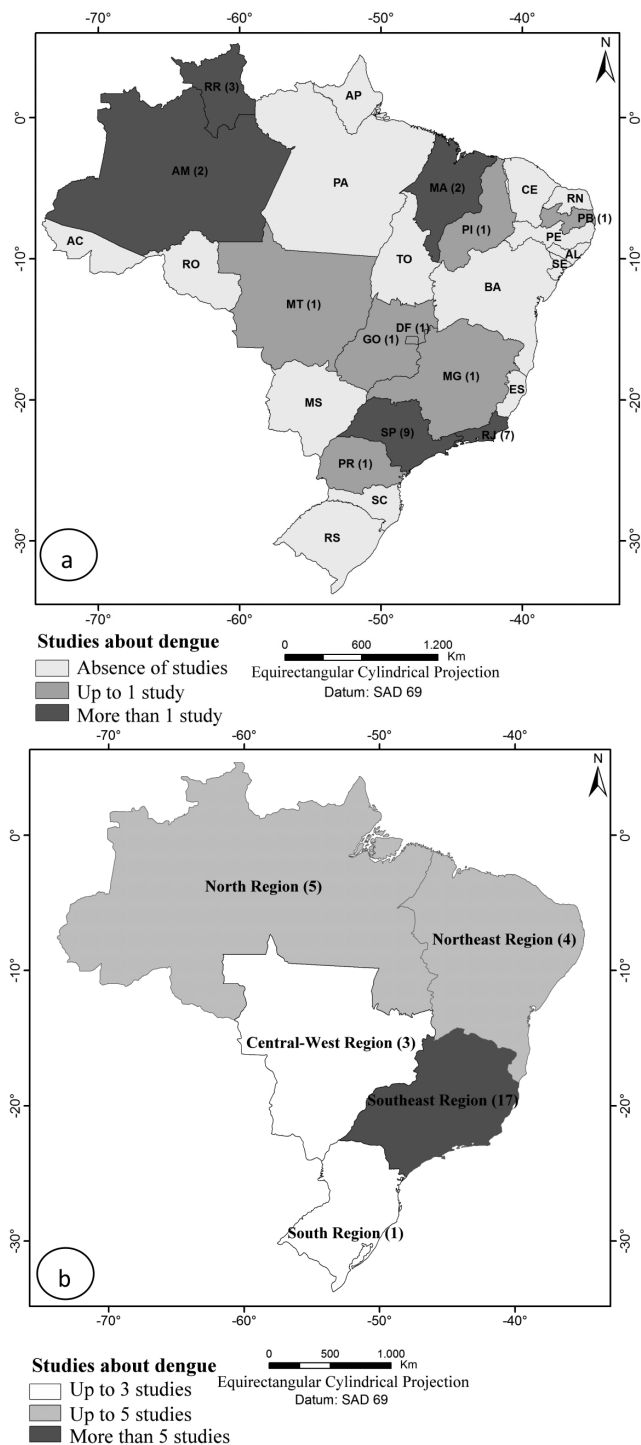 -70° -60° -50° -40°
N
RR (3)
AP
0° 0°
AM (2)
PA
MA (2)
CE
RN
PB (1)
PI (1)
AC
PE
AL
-10° RO TO SE -10°
BA
MT (1)
DF (1)
GO (1)
MG (1)
ES
-20° MS -20°
SP (9)
RJ (7)
PR (1)
SC
RS
-30° -30°
a
-70° -60° -50° -40°
Studies about dengue
Absence of studies
Up to 1 study
More than 1 study
0 600 1.200
Km
Equirectangular Cylindrical Projection
Datum: SAD 69
-70° -60° -50° -40°
N
0° 0°
North Region (5)
Northeast Region (4)
-10° -10°
Central-West Region (3)
Southeast Region (17)
-20° -20°
South Region (1)
-30° -30°
b
-70° -60° -50° -40°
Studies about dengue
Up to 3 studies
Up to 5 studies
More than 5 studies
0 500 1.000
Km
Equirectangular Cylindrical Projection
Datum: SAD 69